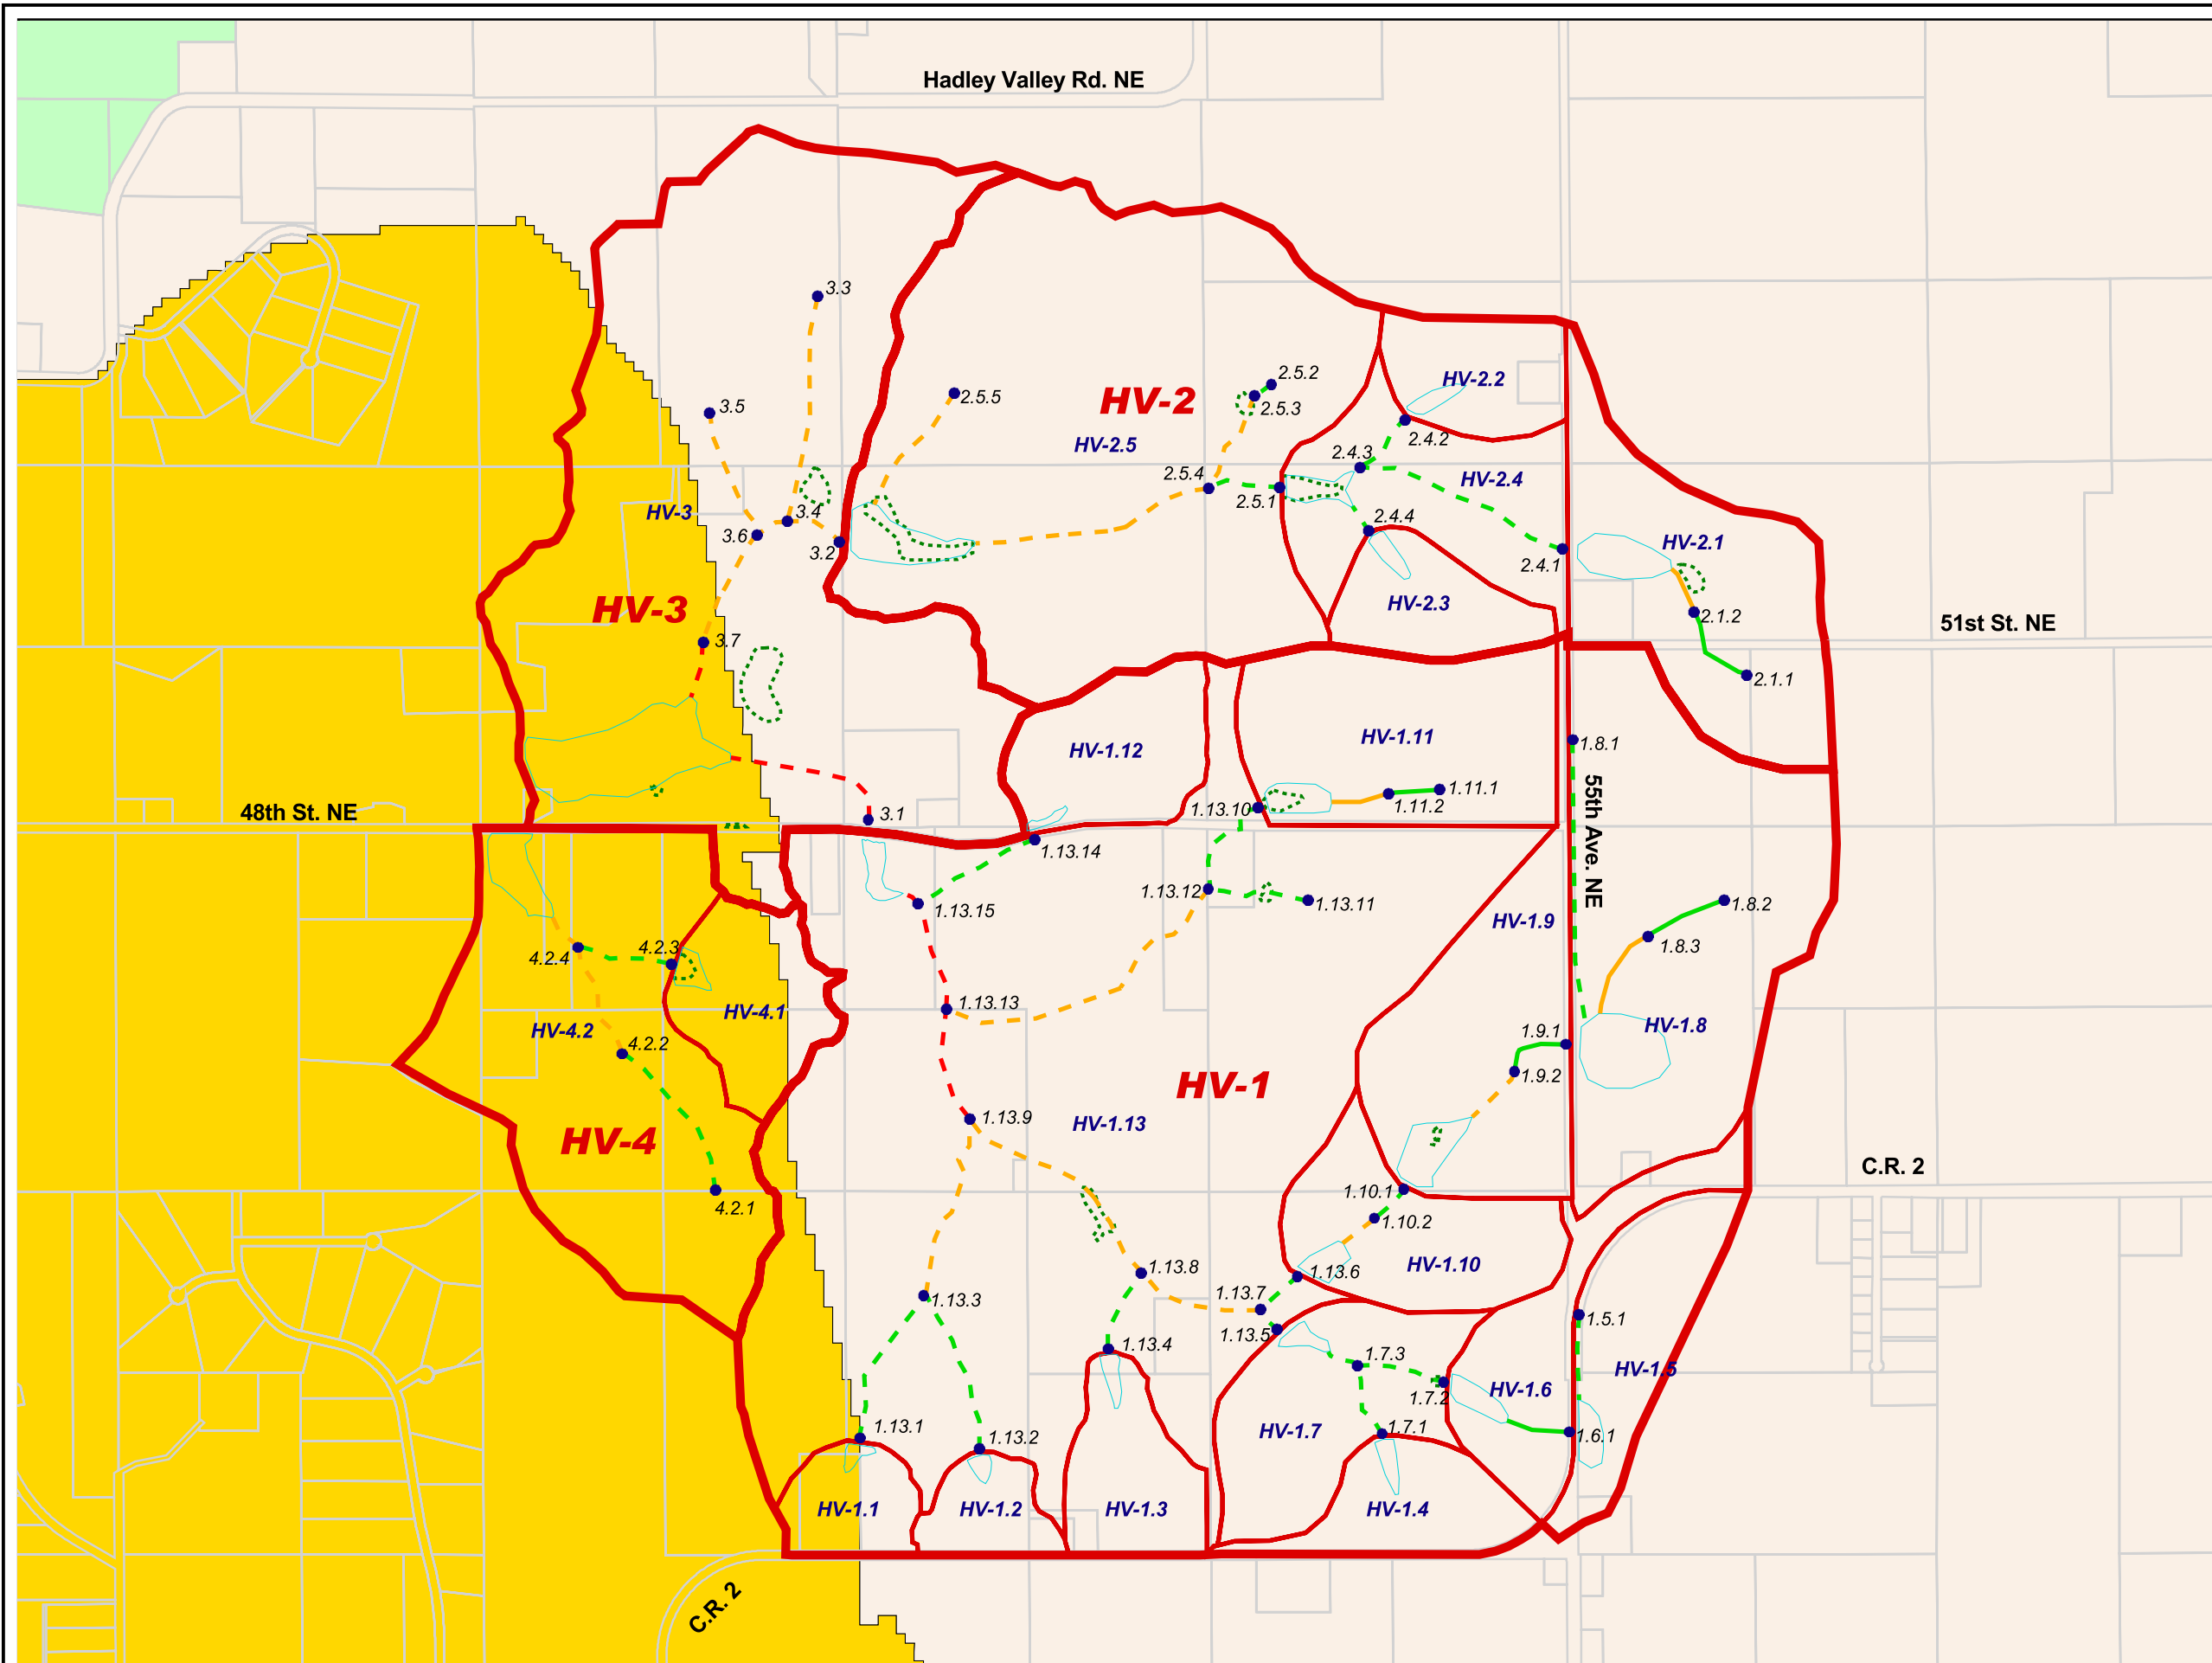 Hadley Valley Rd. NE
3.3
HV-2.2
2.5.2
3.5
2.5.5
HV-2
2.5.3
2.4.2
HV-2.5
2.4.3
2.5.4
HV-2.4
2.5.1
HV-3
3.4
2.4.4
3.6
3.2
HV-2.1
2.4.1
HV-2.3
HV-3
2.1.2
51st St. NE
3.7
2.1.1
HV-1.12
HV-1.11
1.8.1
55th Ave. NE
1.11.1
48th St. NE
3.1
1.13.10
1.11.2
1.13.14
1.13.12
1.13.11
1.8.2
1.13.15
HV-1.9
4.2.3
4.2.4
1.8.3
1.13.13
HV-4.1
HV-4.2
1.9.1
HV-1.8
4.2.2
1.9.2
HV-1
1.13.9
HV-1.13
HV-4
C.R. 2
1.10.1
4.2.1
1.10.2
1.13.8
1.13.6
HV-1.10
1.13.3
1.13.7
1.5.1
1.13.5
1.13.4
1.7.3
HV-1.5
HV-1.6
1.7.2
1.13.1
1.13.2
HV-1.7
1.7.1
1.6.1
HV-1.1
HV-1.2
HV-1.3
HV-1.4
C.R. 2